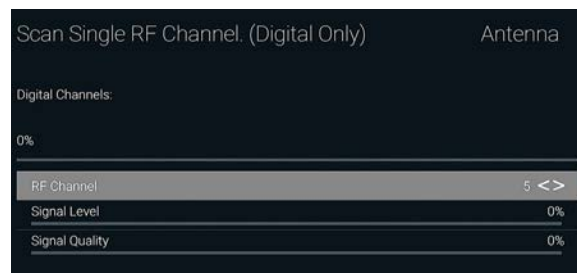 Scan Single RF Channel. (Digital Only) Antenna
Digital Channels:
0%
RF Channel 5 <>
Signal Level 0%
Signal Quality 0%